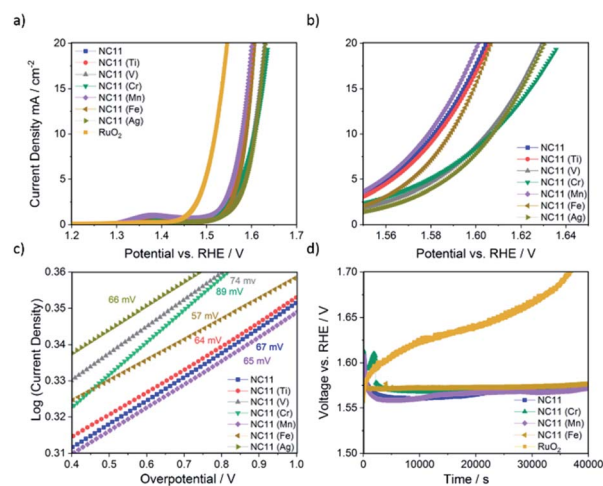 a)
Current Density mA / cm⁻²
20
15
10
5
0
1.2
1.3
1.4
1.5
1.6
1.7
Potential vs. RHE / V
NC11
NC11 (Ti)
NC11 (V)
NC11 (Cr)
NC11 (Mn)
NC11 (Fe)
NC11 (Ag)
RuO₂
b)
Current Density mA / cm⁻²
20
15
10
5
0
1.56
1.58
1.60
1.62
1.64
Potential vs. RHE / V
NC11
NC11 (Ti)
NC11 (V)
NC11 (Cr)
NC11 (Mn)
NC11 (Fe)
NC11 (Ag)
c)
Log (Current Density)
0.36
0.35
0.34
0.33
0.32
0.31
0.4
0.5
0.6
0.7
0.8
0.9
1.0
Overpotential / V
66 mV
74 mv
89 mV
57 mV
64 mV
67 mV
65 mV
NC11
NC11 (Ti)
NC11 (V)
NC11 (Cr)
NC11 (Mn)
NC11 (Fe)
NC11 (Ag)
d)
Voltage vs. RHE / V
1.70
1.65
1.60
1.55
1.50
0
10000
20000
30000
40000
Time / s
NC11
NC11 (Cr)
NC11 (Mn)
NC11 (Fe)
RuO₂